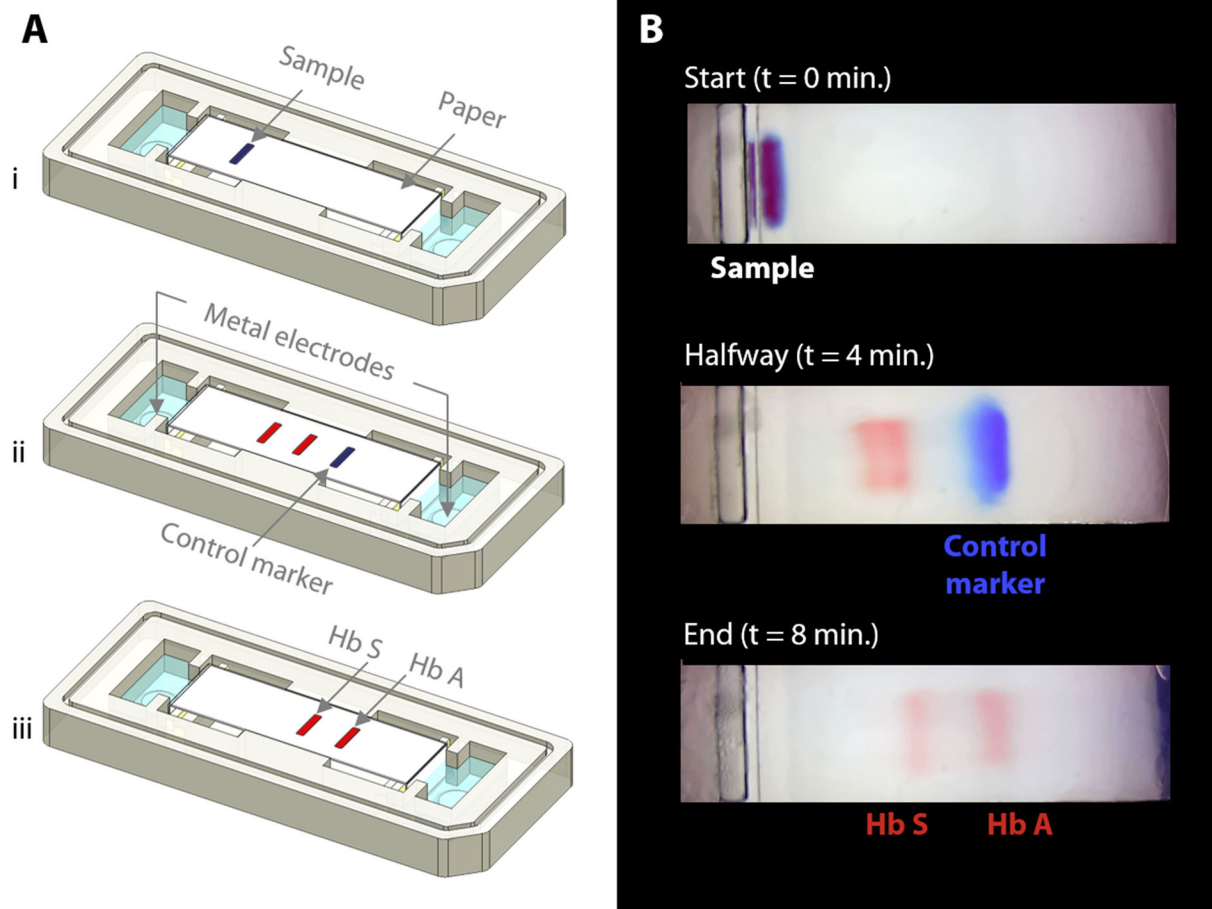 A
Sample
Paper
i
Metal electrodes
ii
Control marker
Hb S
Hb A
iii
B
Start (t = 0 min.)
Sample
Halfway (t = 4 min.)
Control
marker
End (t = 8 min.)
Hb S
Hb A